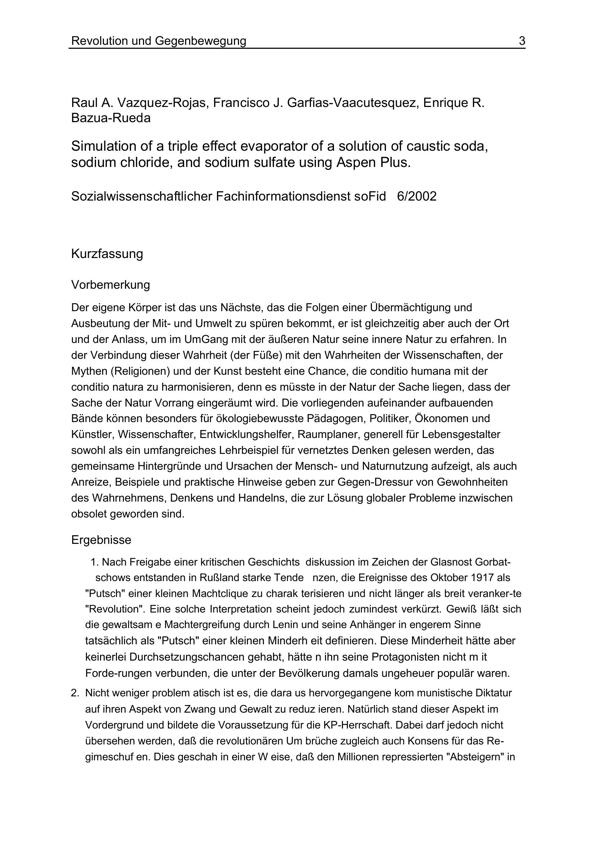 Revolution und Gegenbewegung 3
Raul A. Vazquez-Rojas, Francisco J. Garfias-Vaacutesquez, Enrique R.
Bazua-Rueda
Simulation of a triple effect evaporator of a solution of caustic soda,
sodium chloride, and sodium sulfate using Aspen Plus.
Sozialwissenschaftlicher Fachinformationsdienst soFid 6/2002
Kurzfassung
Vorbemerkung
Der eigene Körper ist das uns Nächste, das die Folgen einer Übermächtigung und
Ausbeutung der Mit- und Umwelt zu spüren bekommt, er ist gleichzeitig aber auch der Ort
und der Anlass, um im UmGang mit der äußeren Natur seine innere Natur zu erfahren. In
der Verbindung dieser Wahrheit (der Füße) mit den Wahrheiten der Wissenschaften, der
Mythen (Religionen) und der Kunst besteht eine Chance, die conditio humana mit der
conditio natura zu harmonisieren, denn es müsste in der Natur der Sache liegen, dass der
Sache der Natur Vorrang eingeräumt wird. Die vorliegenden aufeinander aufbauenden
Bände können besonders für ökologiebewusste Pädagogen, Politiker, Ökonomen und
Künstler, Wissenschafter, Entwicklungshelfer, Raumplaner, generell für Lebensgestalter
sowohl als ein umfangreiches Lehrbeispiel für vernetztes Denken gelesen werden, das
gemeinsame Hintergründe und Ursachen der Mensch- und Naturnutzung aufzeigt, als auch
Anreize, Beispiele und praktische Hinweise geben zur Gegen-Dressur von Gewohnheiten
des Wahrnehmens, Denkens und Handelns, die zur Lösung globaler Probleme inzwischen
obsolet geworden sind.
Ergebnisse
1. Nach Freigabe einer kritischen Geschichts diskussion im Zeichen der Glasnost Gorbat-
schows entstanden in Rußland starke Tende nzen, die Ereignisse des Oktober 1917 als
"Putsch" einer kleinen Machtclique zu charak terisieren und nicht länger als breit veranker-te
"Revolution". Eine solche Interpretation scheint jedoch zumindest verkürzt. Gewiß läßt sich
die gewaltsam e Machtergreifung durch Lenin und seine Anhänger in engerem Sinne
tatsächlich als "Putsch" einer kleinen Minderh eit definieren. Diese Minderheit hätte aber
keinerlei Durchsetzungschancen gehabt, hätte n ihn seine Protagonisten nicht m it
Forde-rungen verbunden, die unter der Bevölkerung damals ungeheuer populär waren.
2. Nicht weniger problem atisch ist es, die dara us hervorgegangene kom munistische Diktatur
auf ihren Aspekt von Zwang und Gewalt zu reduz ieren. Natürlich stand dieser Aspekt im
Vordergrund und bildete die Voraussetzung für die KP-Herrschaft. Dabei darf jedoch nicht
übersehen werden, daß die revolutionären Um brüche zugleich auch Konsens für das Re-
gimeschuf en. Dies geschah in einer W eise, daß den Millionen repressierten "Absteigern" in